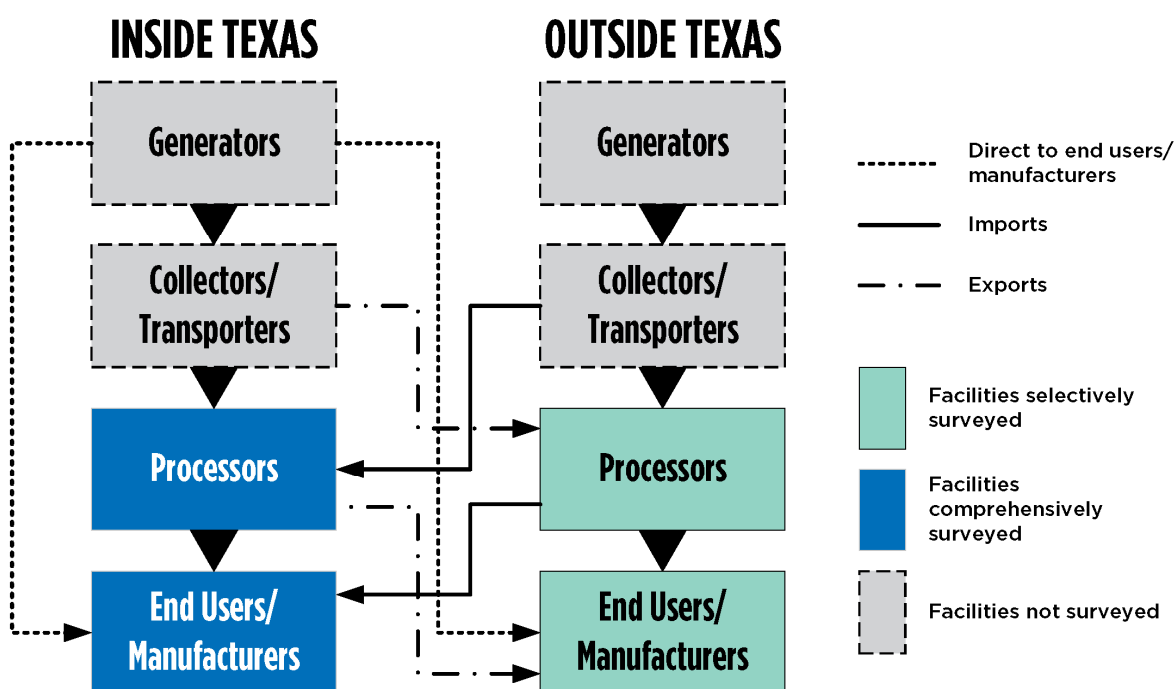 INSIDE TEXAS
OUTSIDE TEXAS
Generators
Generators
Collectors/
Transporters
Collectors/
Transporters
Processors
Processors
End Users/
Manufacturers
End Users/
Manufacturers
Direct to end users/
manufacturers
Imports
Exports
Facilities selectively
surveyed
Facilities
comprehensively
surveyed
Facilities not surveyed